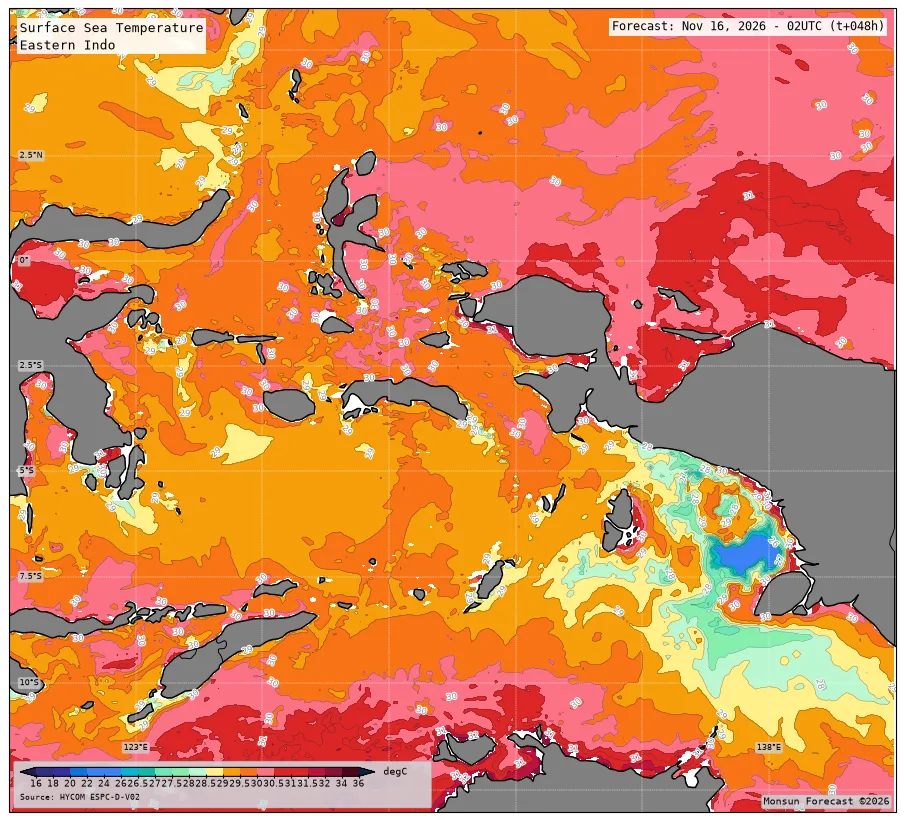 Surface Sea Temperature
Eastern Indo
Forecast: Nov 16, 2026 - 02UTC (t+048h)
2.5°N
0°
2.5°S
5°S
7.5°S
10°S
123°E
138°E
degC
16 18 20 22 24 26 26.5 27 27.5 28 28.5 29 29.5 30 30.5 31 31.5 32 34 36
Source: HYCOM ESPC-D-V02
Monsun Forecast ©2026